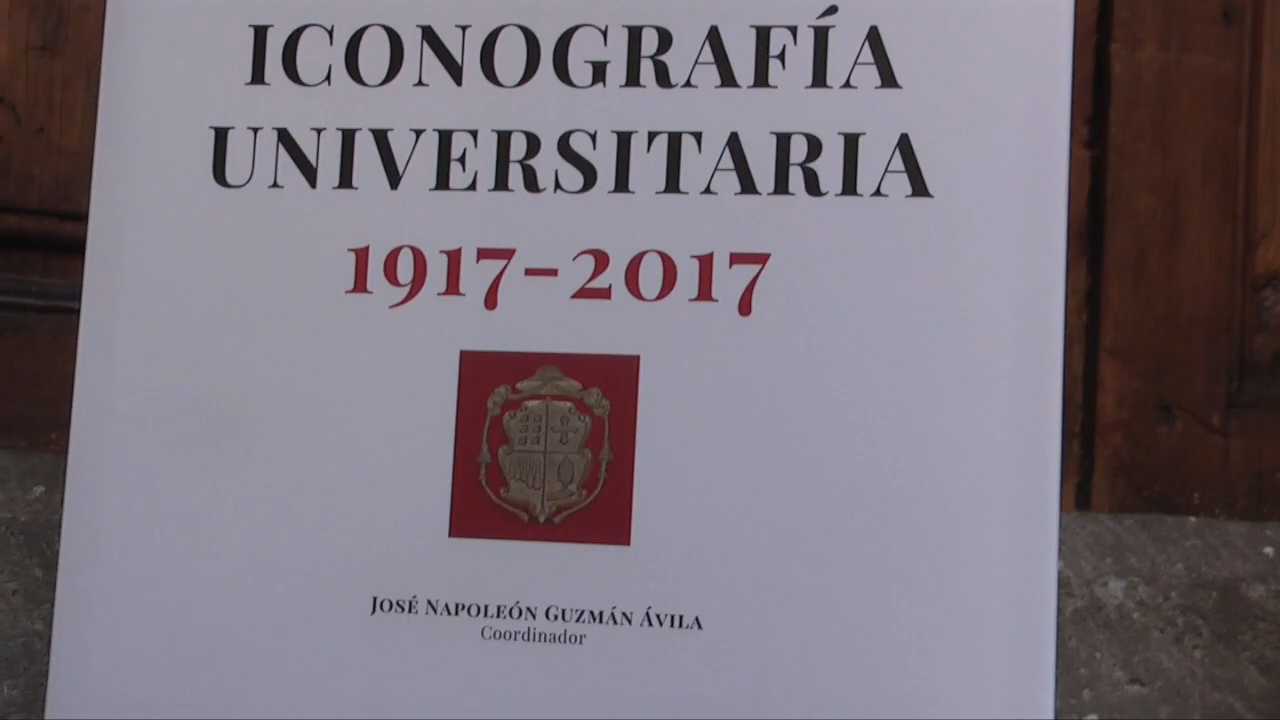 ICONOGRAFÍA
UNIVERSITARIA
1917-2017
JOSÉ NAPOLEÓN GUZMÁN ÁVILA
Coordinador